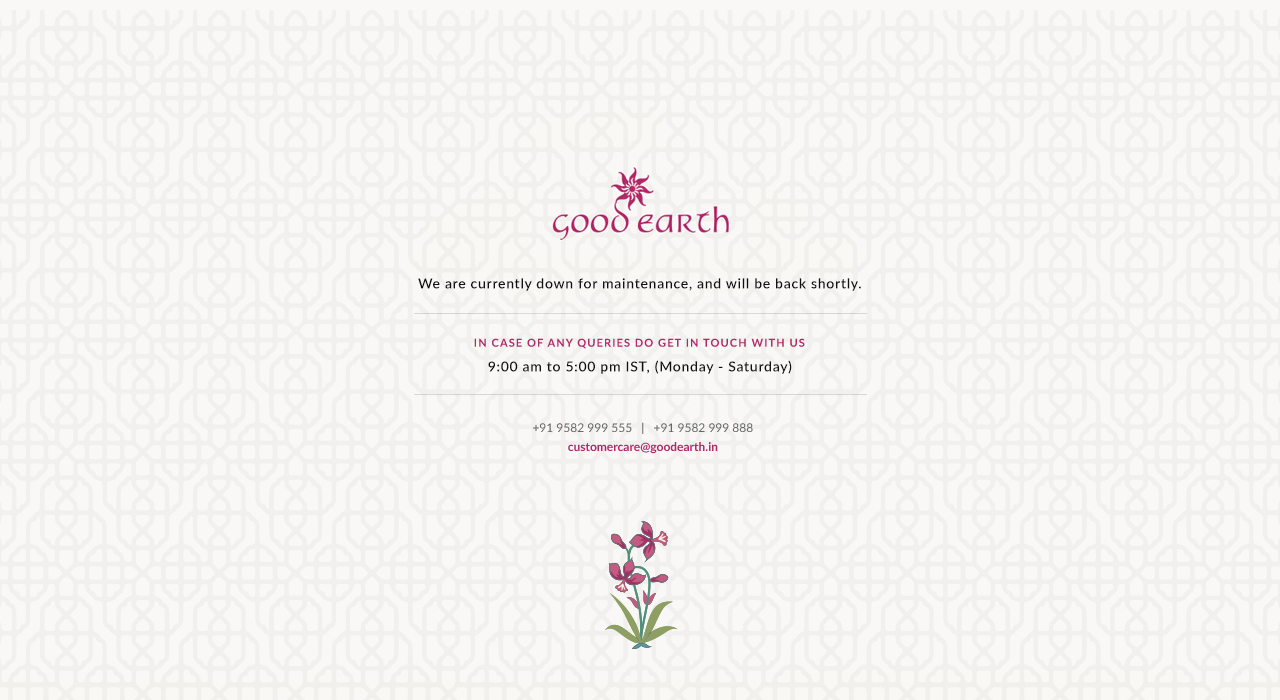 good earth
We are currently down for maintenance, and will be back shortly.
IN CASE OF ANY QUERIES DO GET IN TOUCH WITH US
9:00 am to 5:00 pm IST, (Monday - Saturday)
+91 9582 999 555 | +91 9582 999 888
customercare@goodearth.in